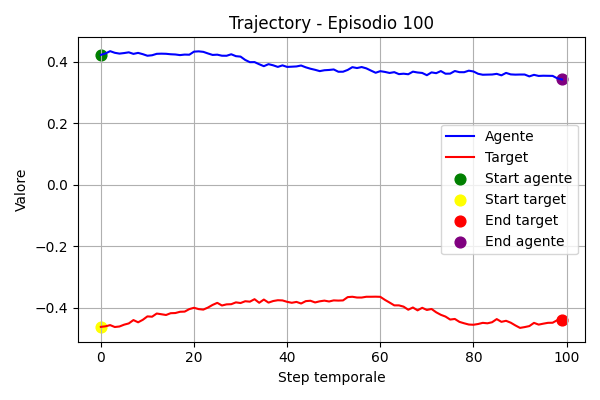 Trajectory - Episodio 100
Valore
0.4
0.2
0.0
−0.2
−0.4
Agente
Target
Start agente
Start target
End target
End agente
0 20 40 60 80 100
Step temporale